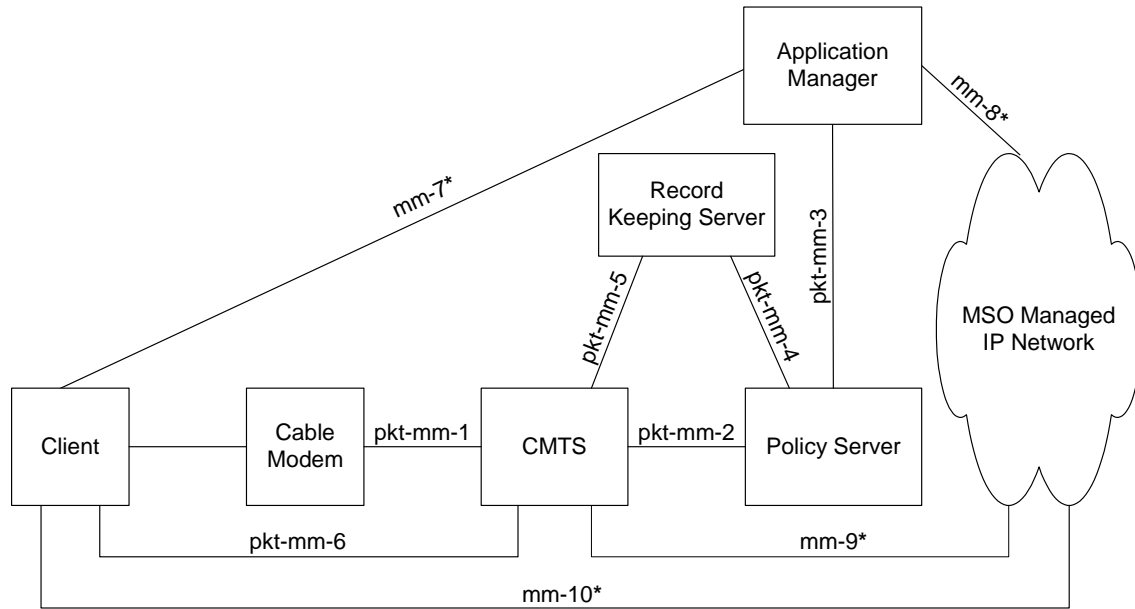 Application
Manager
mm-8*
mm-7*
Record
Keeping Server
pkt-mm-3
pkt-mm-5
pkt-mm-4
MSO Managed
IP Network
Client
Cable
Modem
pkt-mm-1
CMTS
pkt-mm-2
Policy Server
pkt-mm-6
mm-9*
mm-10*